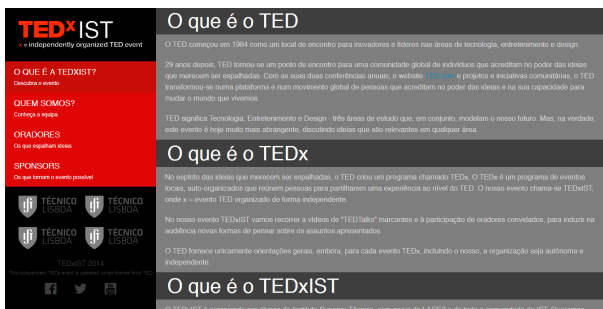 TEDxIST
x = independently organized TED event
O QUE É A TEDXIST?
Descubra o evento
QUEM SOMOS?
Conheça a equipa
ORADORES
Os que espalham ideias
SPONSORS
Os que tornam o evento possível
TÉCNICO LISBOA
TÉCNICO LISBOA
TÉCNICO LISBOA
TÉCNICO LISBOA
TEDxIST 2014
This independent TEDx event is operated under license from TED
O que é o TED
O TED começou em 1984 como um local de encontro para inovadores e líderes nas áreas de tecnologia, entretenimento e design.
29 anos depois, TED tornou-se um ponto de encontro para uma comunidade global de indivíduos que acreditam no poder das ideias
que merecem ser espalhadas. Com as suas duas conferências anuais, o website TED.com e projetos e iniciativas comunitárias, o TED
transformou-se numa plataforma e num movimento global de pessoas que acreditam no poder das ideias e na sua capacidade para
mudar o mundo que vivemos.
TED significa Tecnologia, Entretenimento e Design - três áreas de estudo que, em conjunto, modelam o nosso futuro. Mas, na verdade,
este evento é hoje muito mais abrangente, discutindo ideias que são relevantes em qualquer área.
O que é o TEDx
No espírito das ideias que merecem ser espalhadas, o TED criou um programa chamado TEDx. O TEDx é um programa de eventos
locais, auto-organizados que reúnem pessoas para partilharem uma experiência ao nível do TED. O nosso evento chama-se TEDxIST,
onde x = evento TED organizado de forma independente.
No nosso evento TEDxIST vamos recorrer a vídeos de "TEDTalks" marcantes e à participação de oradores convidados, para induzir na
audiência novas formas de pensar sobre os assuntos apresentados.
O TED fornece unicamente orientações gerais, embora, para cada evento TEDx, incluindo o nosso, a organização seja autônoma e
independente.
O que é o TEDxIST